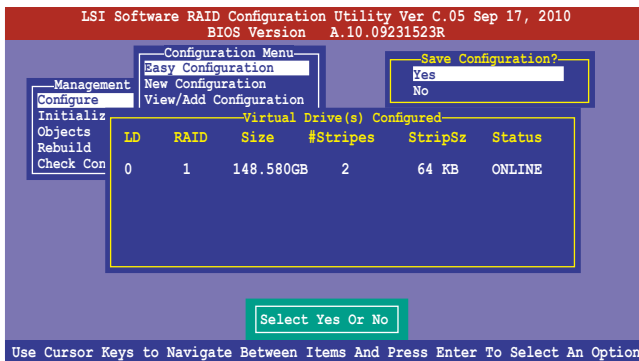 LSI Software RAID Configuration Utility Ver C.05 Sep 17, 2010
BIOS Version A.10.09231523R
Configuration Menu
Easy Configuration
New Configuration
View/Add Configuration
Save Configuration?
Yes
No
Management
Configure
Initializ
Objects
Rebuild
Check Con
Virtual Drive(s) Configured
LD RAID Size #Stripes StripSz Status
0 1 148.580GB 2 64 KB ONLINE
Select Yes Or No
Use Cursor Keys to Navigate Between Items And Press Enter To Select An Option